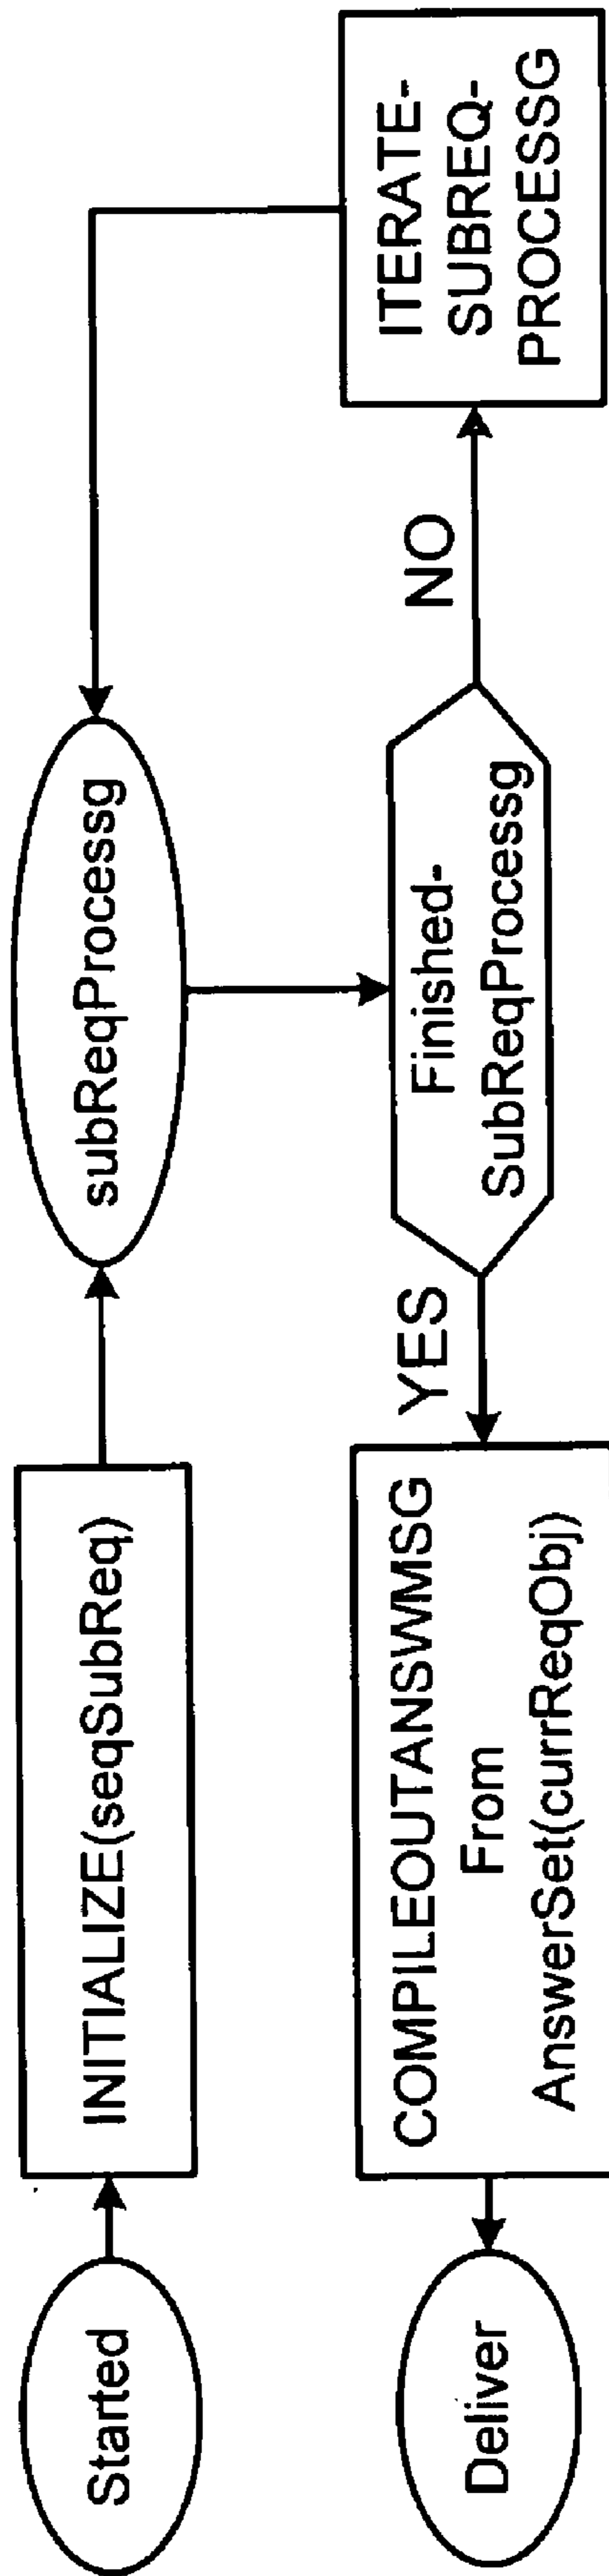 Started
INITIALIZE(seqSubReq)
subReqProcessg
Deliver
COMPILEOUTANSWMSG
From
AnswerSet(currReqObj)
YES
Finished-
SubReqProcessg
NO
ITERATE-
SUBREQ-
PROCESSG